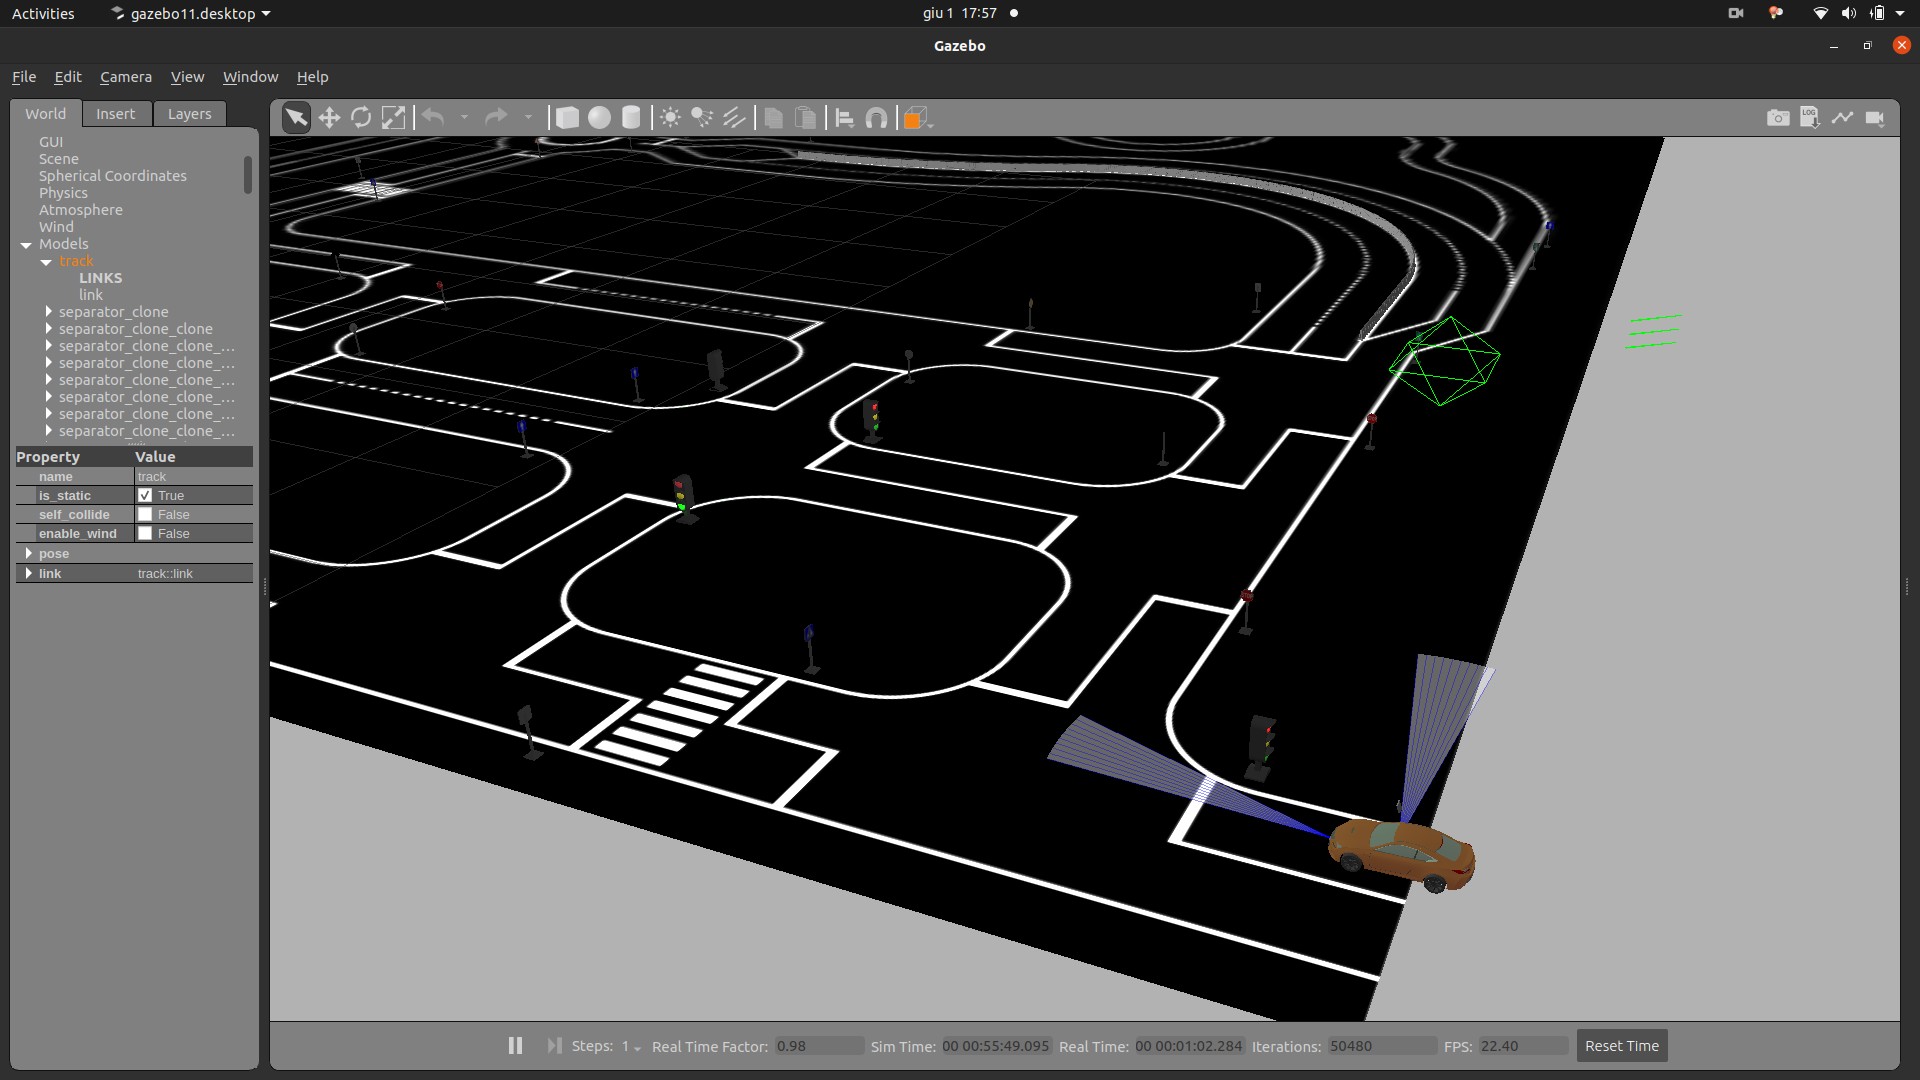 Activities
gazebo11.desktop
giu 1 17:57
Gazebo
File Edit Camera View Window Help
World Insert Layers
GUI
Scene
Spherical Coordinates
Physics
Atmosphere
Wind
Models
track
LINKS
link
separator_clone
separator_clone_clone
separator_clone_clone_...
separator_clone_clone_...
separator_clone_clone_...
separator_clone_clone_...
separator_clone_clone_...
separator_clone_clone_...
Property Value
name track
is_static True
self_collide False
enable_wind False
pose
link track::link
LOG
STOP
STOP
Steps: 1 Real Time Factor: 0.98 Sim Time: 00 00:55:49.095 Real Time: 00 00:01:02.284 Iterations: 50480 FPS: 22.40 Reset Time